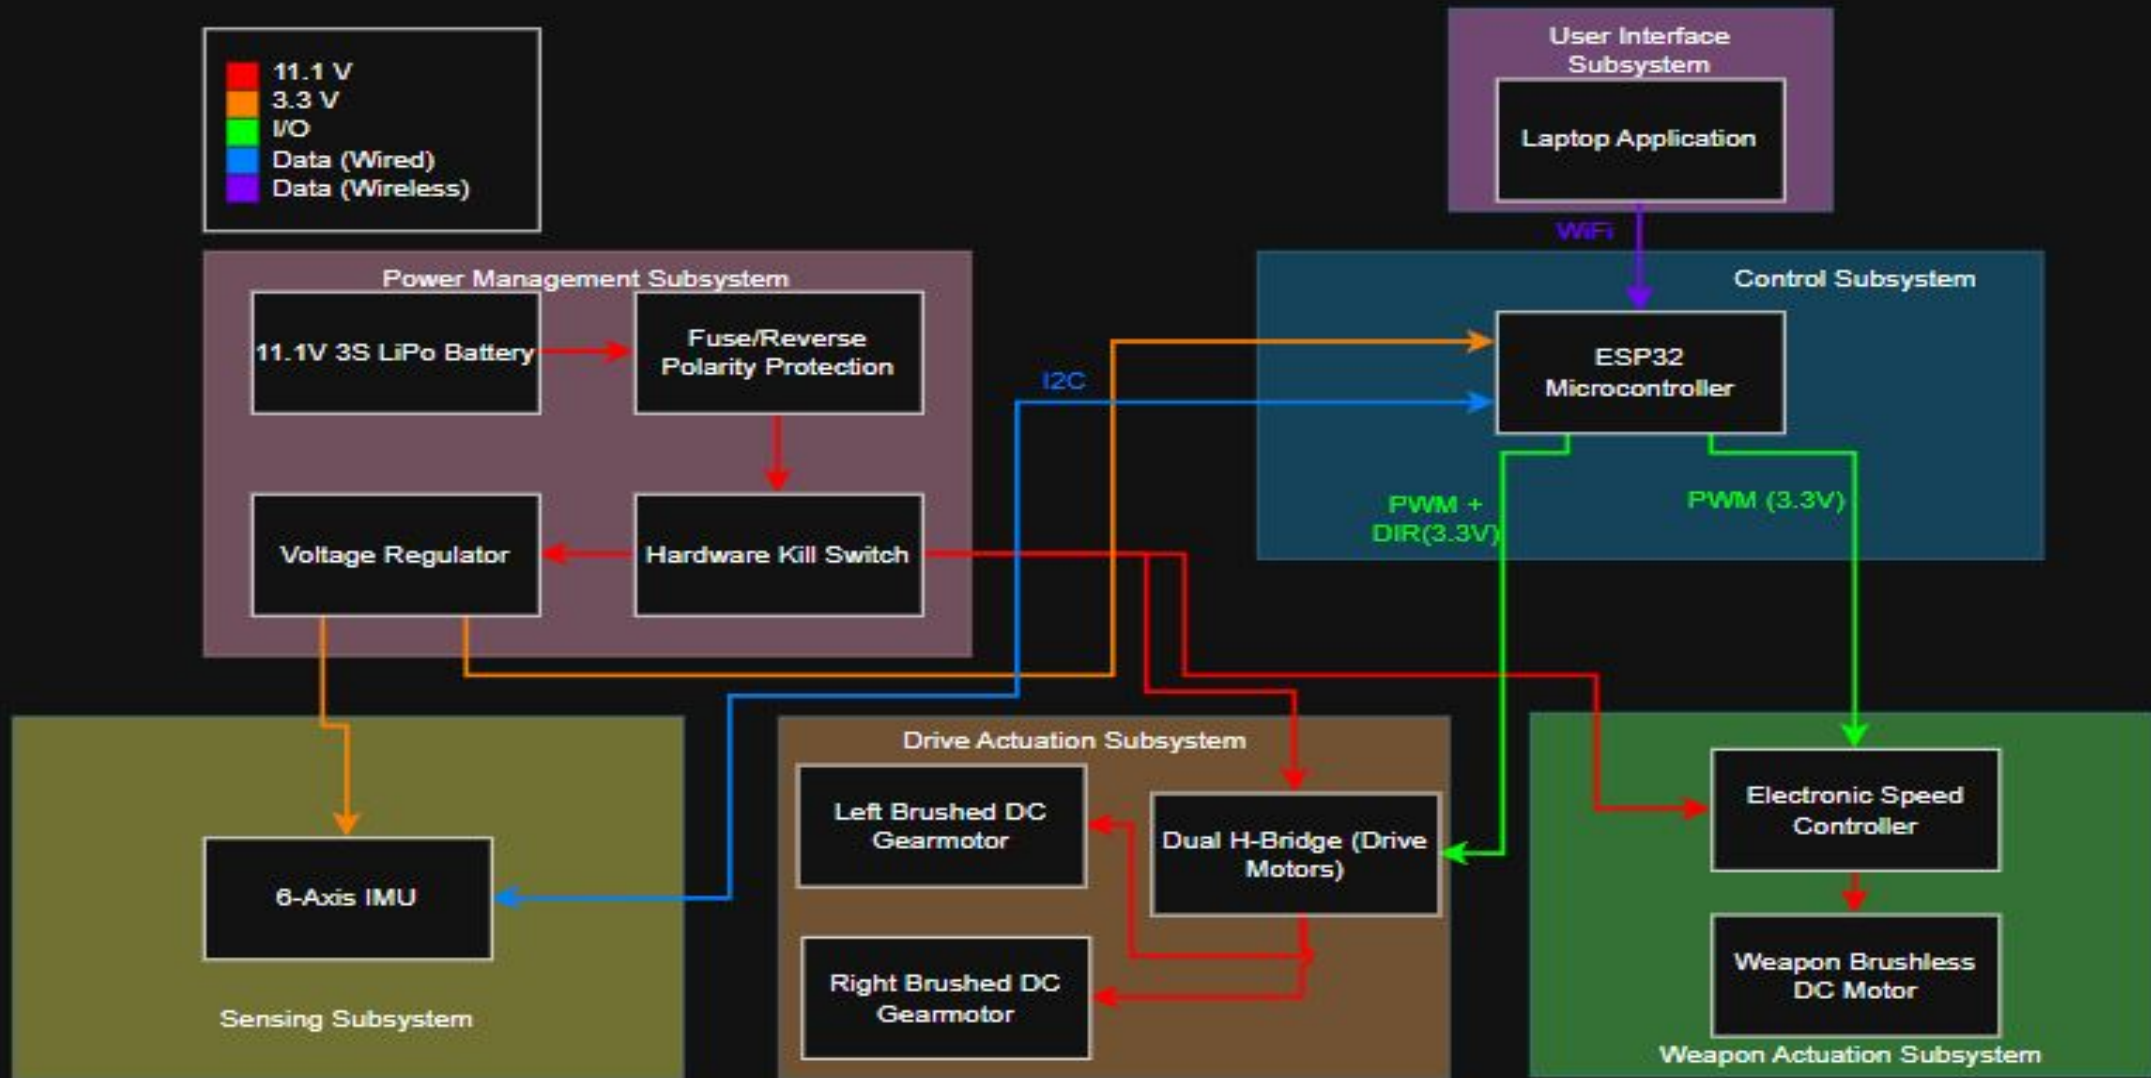 11.1 V
3.3 V
I/O
Data (Wired)
Data (Wireless)
User Interface
Subsystem
Laptop Application
WiFi
Power Management Subsystem
11.1V 3S LiPo Battery
Fuse/Reverse
Polarity Protection
Voltage Regulator
Hardware Kill Switch
Control Subsystem
ESP32
Microcontroller
I2C
PWM +
DIR(3.3V)
PWM (3.3V)
6-Axis IMU
Sensing Subsystem
Drive Actuation Subsystem
Left Brushed DC
Gearmotor
Dual H-Bridge (Drive
Motors)
Right Brushed DC
Gearmotor
Electronic Speed
Controller
Weapon Brushless
DC Motor
Weapon Actuation Subsystem